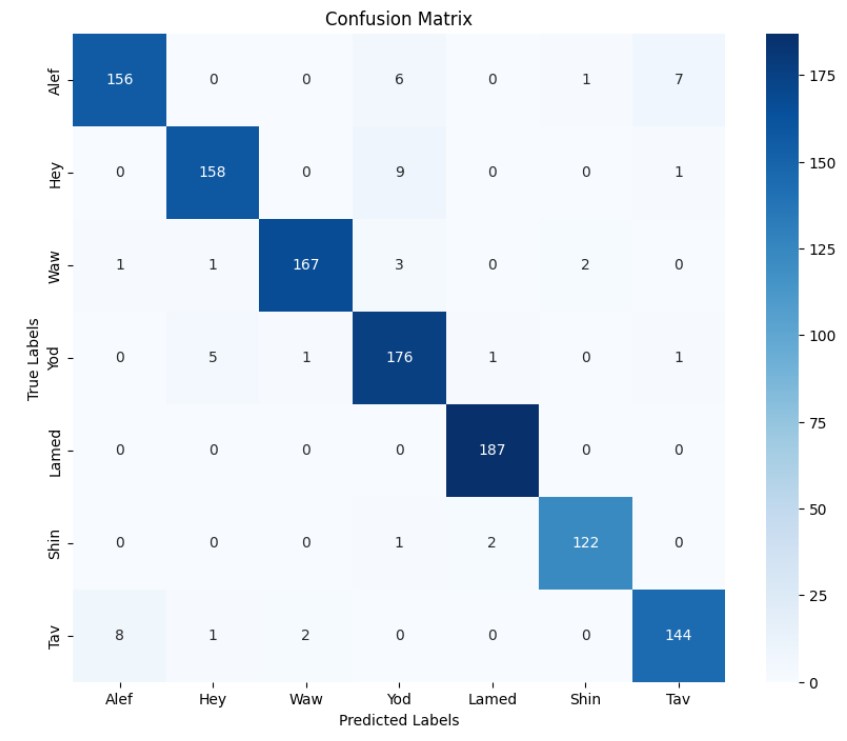 Confusion Matrix
Alef 156 0 0 6 0 1 7
Hey 0 158 0 9 0 0 1
Waw 1 1 167 3 0 2 0
Yod 0 5 1 176 1 0 1
Lamed 0 0 0 0 187 0 0
Shin 0 0 0 1 2 122 0
Tav 8 1 2 0 0 0 144
Alef Hey Waw Yod Lamed Shin Tav
Predicted Labels
True Labels
175
150
125
100
75
50
25
0